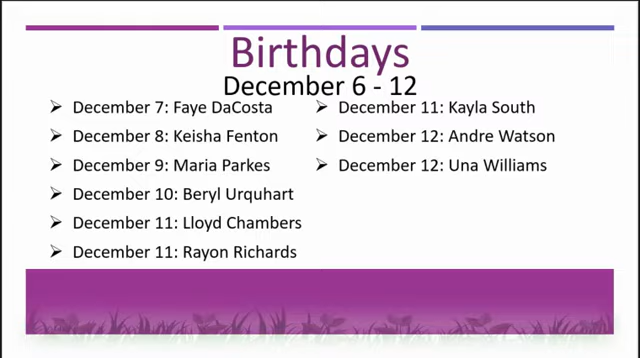 Birthdays
December 6 - 12
December 7: Faye DaCosta
December 8: Keisha Fenton
December 9: Maria Parkes
December 10: Beryl Urquhart
December 11: Lloyd Chambers
December 11: Rayon Richards
December 11: Kayla South
December 12: Andre Watson
December 12: Una Williams